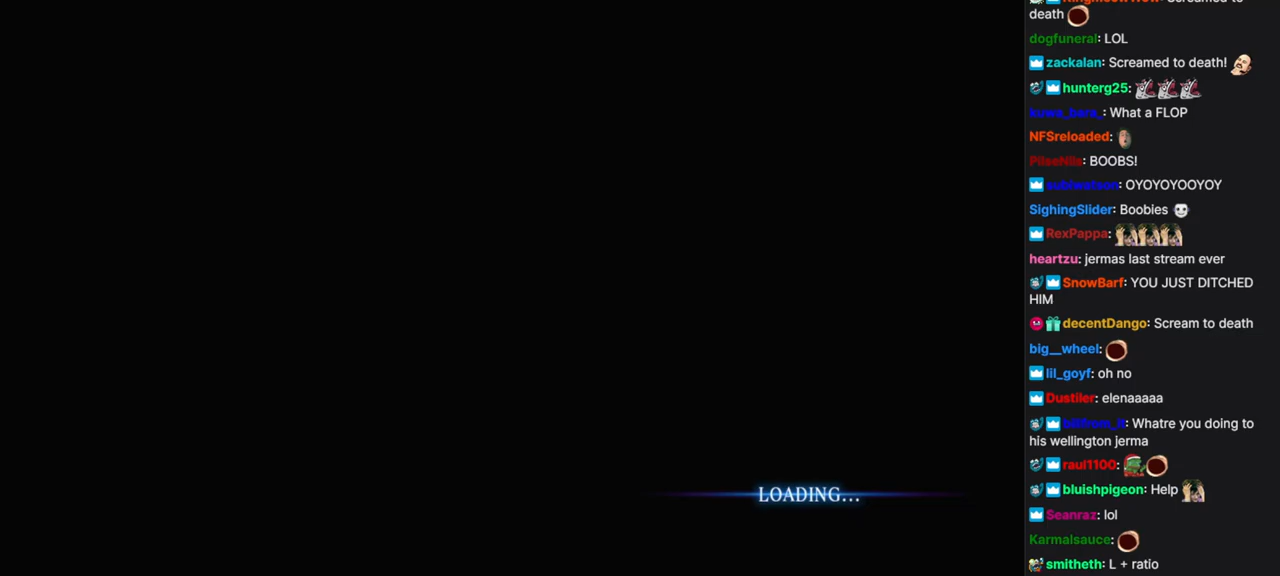 death
dogfuneral: LOL
zackalan: Screamed to death!
hunterg25:
kuwa_bara_: What a FLOP
NFSreloaded:
PilseNils: BOOBS!
OYOYOYOOYOY
SighingSlider: Boobies
RexPappa:
heartzu: jermas last stream ever
SnowBarf: YOU JUST DITCHED
HIM
decentDango: Scream to death
big__wheel:
lil_goyf: oh no
Dustiler: elenaaaaa
Whatre you doing to
his wellington jerma
raul1100:
bluishpigeon: Help
Seanraz: lol
Karmalsauce:
smitheth: L + ratio
LOADING...